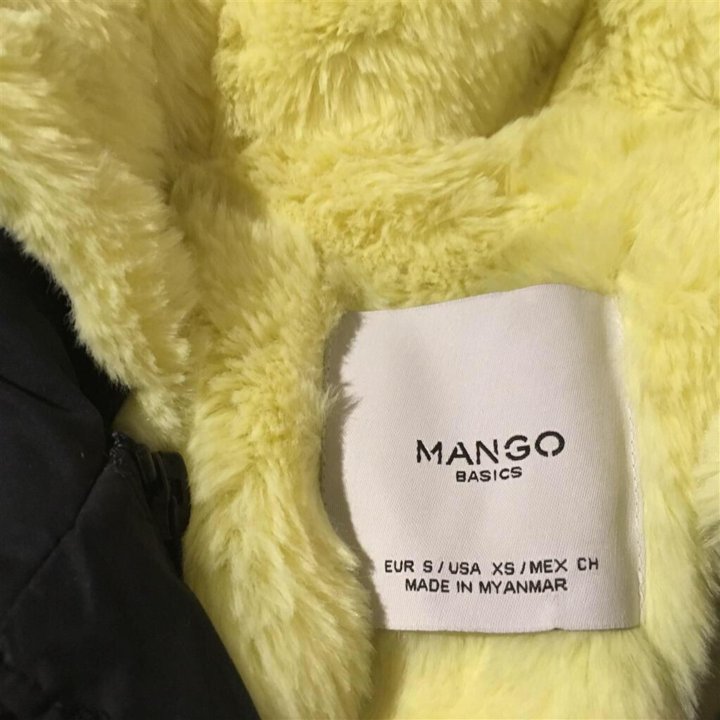 MANGO
BASICS
EUR S / USA XS / MEX CH
MADE IN MYANMAR